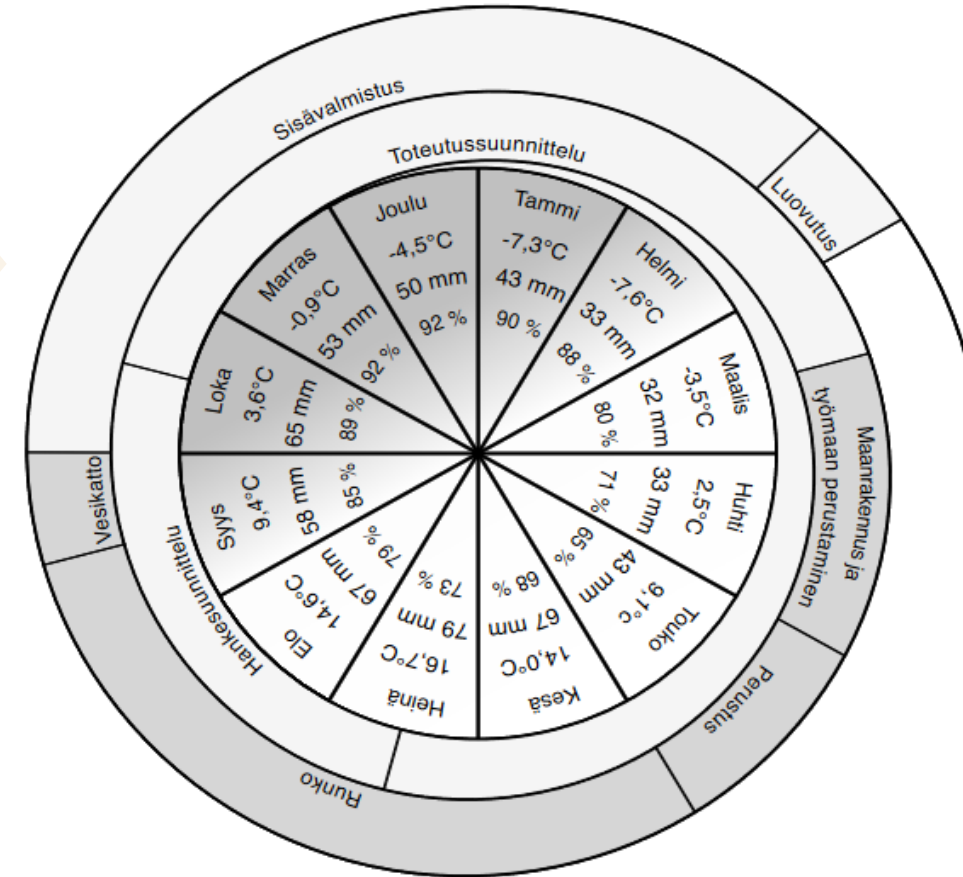 Sisävalmistus
Toteutussuunnittelu
Luovutus
Maanrakennus ja
työmaan perustaminen
Perustus
Runko
Vesikatto
Hankesuunnittelu
Tammi
-7,3°C
43 mm
90 %
Helmi
-7,6°C
33 mm
88 %
Maalis
-3,5°C
32 mm
80 %
Huhti
2,5°C
33 mm
71 %
Touko
9,1°c
43 mm
65 %
Kesä
14,0°C
67 mm
68 %
Heinä
16,7°C
79 mm
73 %
Elo
14,6°C
67 mm
79 %
Syys
9,4°C
58 mm
85 %
Loka
3,6°C
65 mm
89 %
Marras
-0,9°C
53 mm
92 %
Joulu
-4,5°C
50 mm
92 %